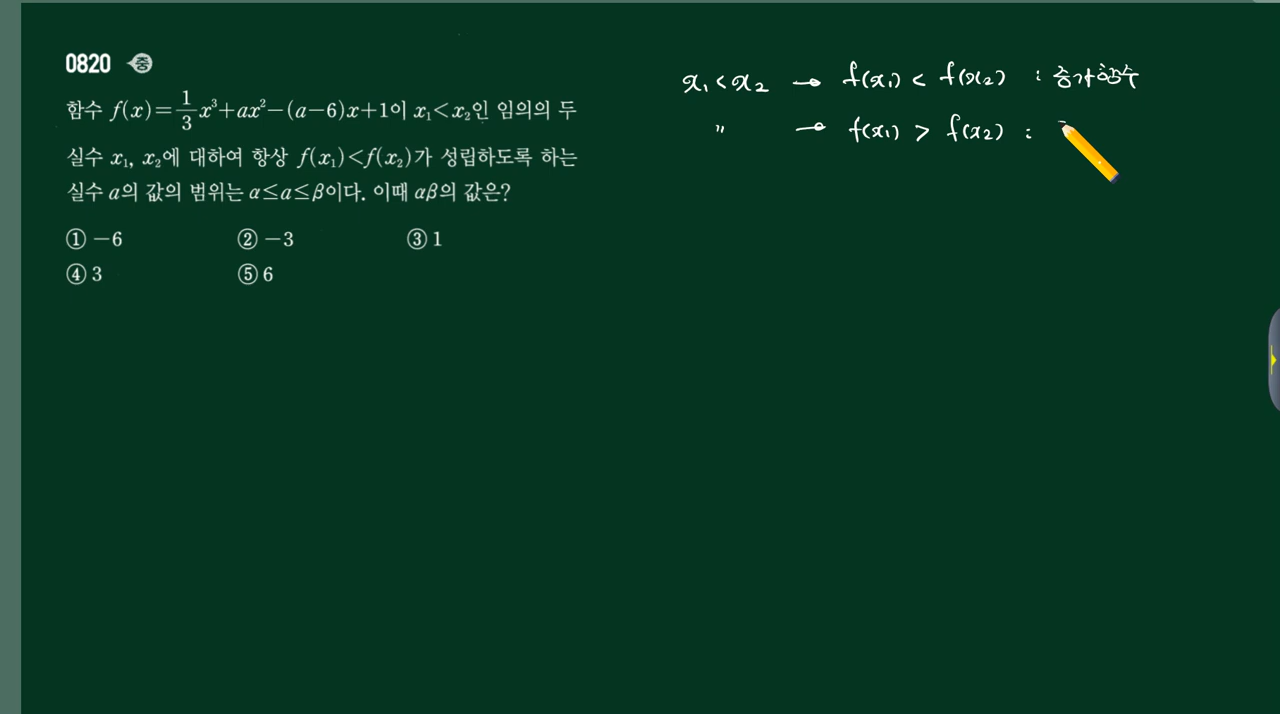 0820 중
함수 f(x)=1/3x³+ax²−(a−6)x+1이 x₁<x₂인 임의의 두
실수 x₁, x₂에 대하여 항상 f(x₁)<f(x₂)가 성립하도록 하는
실수 a의 값의 범위는 α≤a≤β이다. 이때 αβ의 값은?
① −6 ② −3 ③ 1
④ 3 ⑤ 6
x₁ < x₂ → f(x₁) < f(x₂) : 증가함수
〃 → f(x₁) > f(x₂) :